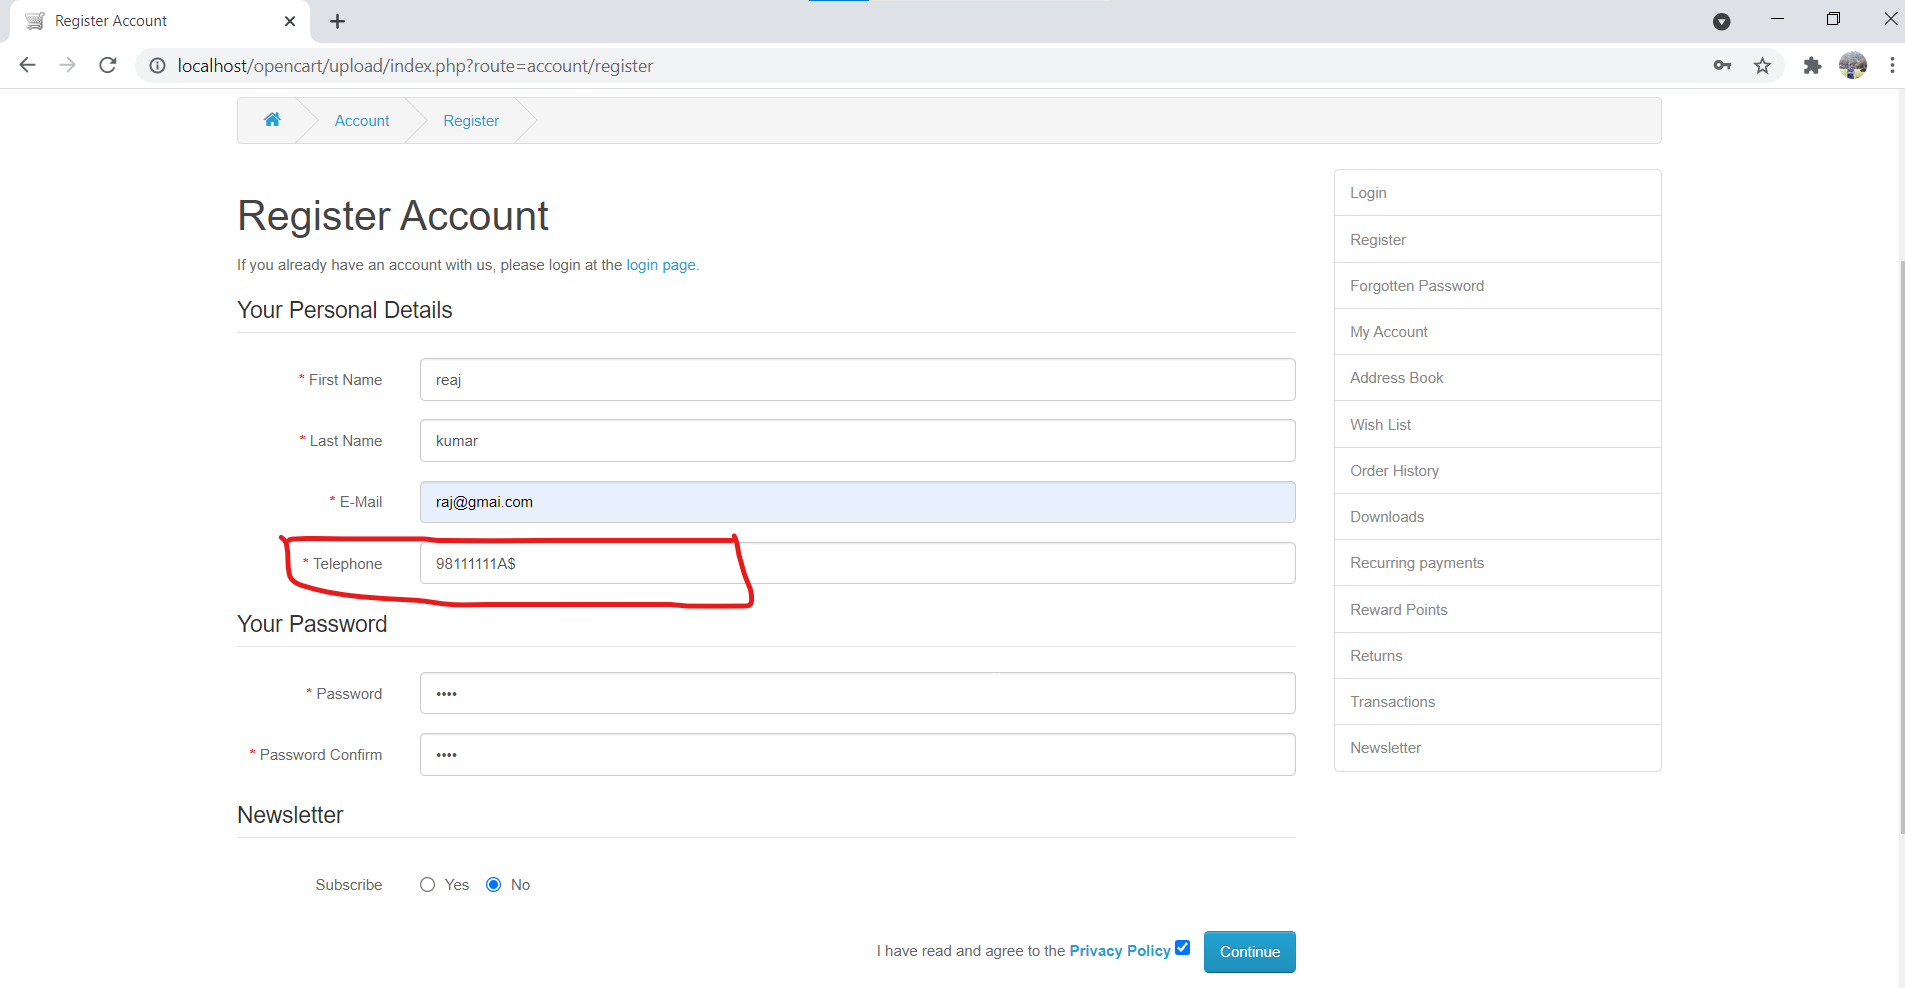 Register Account
localhost/opencart/upload/index.php?route=account/register
Account
Register
Register Account
If you already have an account with us, please login at the login page.
Your Personal Details
* First Name
reaj
* Last Name
kumar
* E-Mail
raj@gmai.com
* Telephone
98111111A$
Your Password
* Password
••••
* Password Confirm
••••
Newsletter
Subscribe
Yes
No
I have read and agree to the Privacy Policy
Continue
Login
Register
Forgotten Password
My Account
Address Book
Wish List
Order History
Downloads
Recurring payments
Reward Points
Returns
Transactions
Newsletter